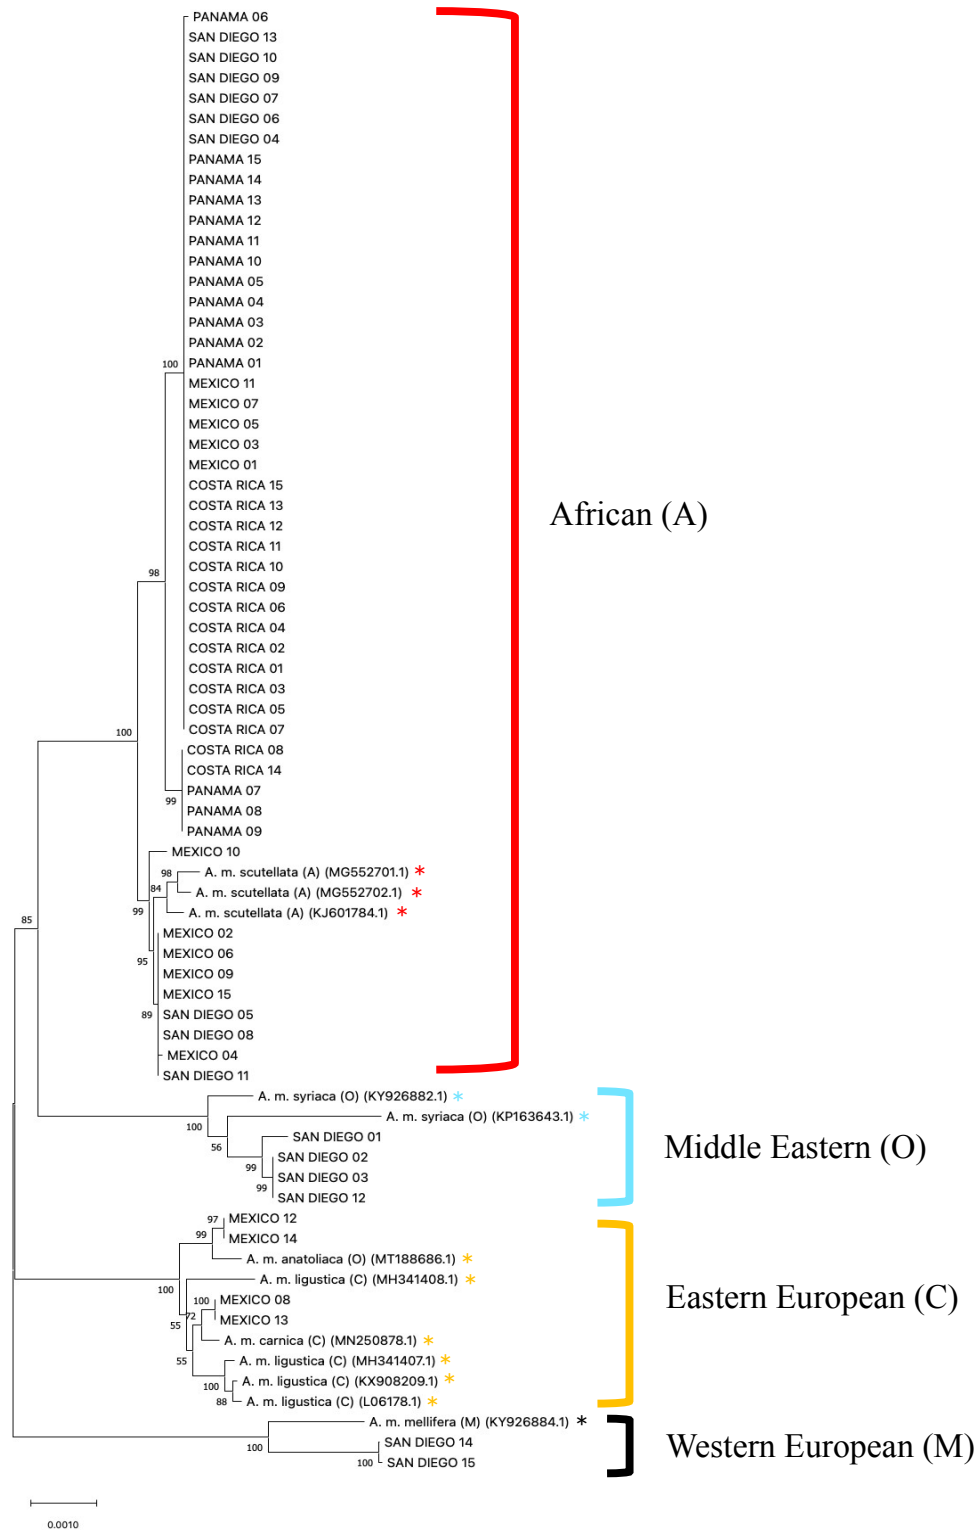 PANAMA 06
SAN DIEGO 13
SAN DIEGO 10
SAN DIEGO 09
SAN DIEGO 07
SAN DIEGO 06
SAN DIEGO 04
PANAMA 15
PANAMA 14
PANAMA 13
PANAMA 12
PANAMA 11
PANAMA 10
PANAMA 05
PANAMA 04
PANAMA 03
PANAMA 02
100 PANAMA 01
MEXICO 11
MEXICO 07
MEXICO 05
MEXICO 03
MEXICO 01
COSTA RICA 15
COSTA RICA 13
African (A)
COSTA RICA 12
COSTA RICA 11
COSTA RICA 10
98
COSTA RICA 09
COSTA RICA 06
COSTA RICA 04
COSTA RICA 02
COSTA RICA 01
COSTA RICA 03
COSTA RICA 05
COSTA RICA 07
100
COSTA RICA 08
COSTA RICA 14
PANAMA 07
99
PANAMA 08
PANAMA 09
MEXICO 10
98 A. m. scutellata (A) (MG552701.1) *
84
A. m. scutellata (A) (MG552702.1) *
99 A. m. scutellata (A) (KJ601784.1) *
85
MEXICO 02
MEXICO 06
95
MEXICO 09
MEXICO 15
89 SAN DIEGO 05
SAN DIEGO 08
MEXICO 04
SAN DIEGO 11
A. m. syriaca (O) (KY926882.1) *
A. m. syriaca (O) (KP163643.1) *
100
SAN DIEGO 01
56
Middle Eastern (O)
SAN DIEGO 02
99
SAN DIEGO 03
99
SAN DIEGO 12
97 MEXICO 12
99
MEXICO 14
A. m. anatoliaca (O) (MT188686.1) *
A. m. ligustica (C) (MH341408.1) *
100
Eastern European (C)
100 MEXICO 08
72
MEXICO 13
55
A. m. carnica (C) (MN250878.1) *
55
A. m. ligustica (C) (MH341407.1) *
A. m. ligustica (C) (KX908209.1) *
100
88 A. m. ligustica (C) (L06178.1) *
A. m. mellifera (M) (KY926884.1) *
SAN DIEGO 14
100
Western European (M)
100 SAN DIEGO 15
0.0010